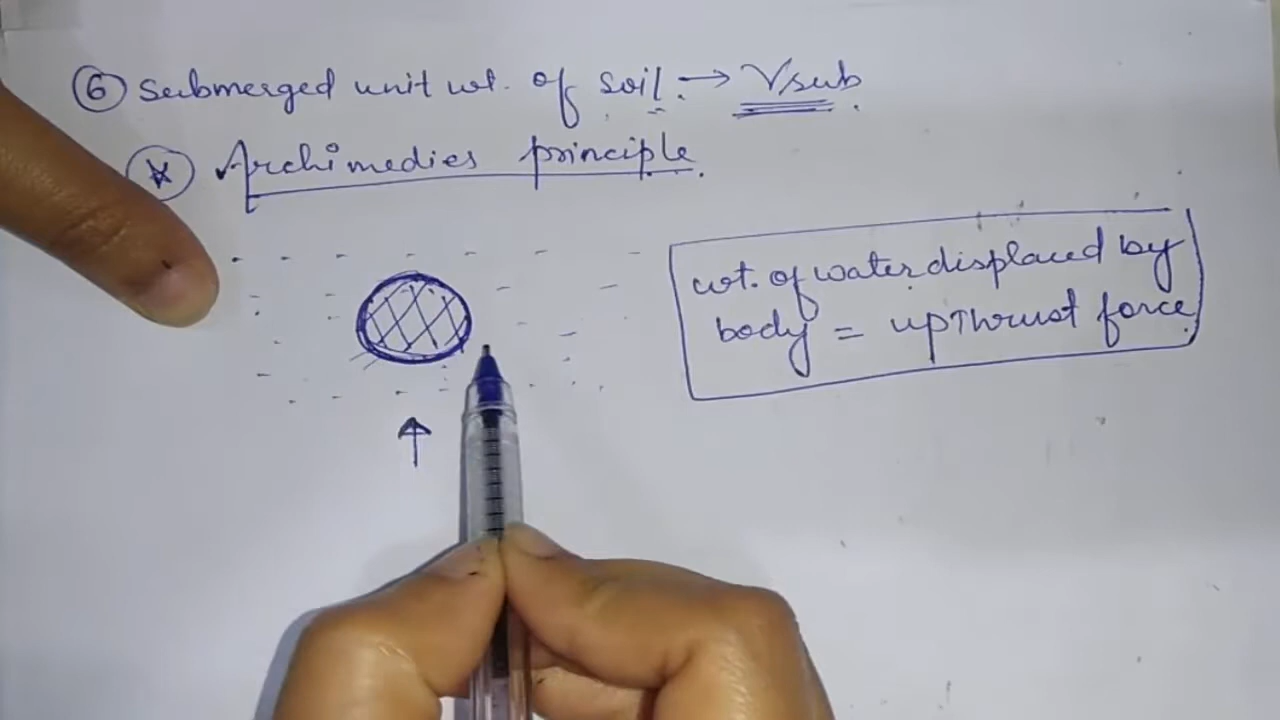 ⑥ Submerged unit wt. of soil. → γsub.
Archimedies principle.
wt. of water displaced by
body = upthrust force